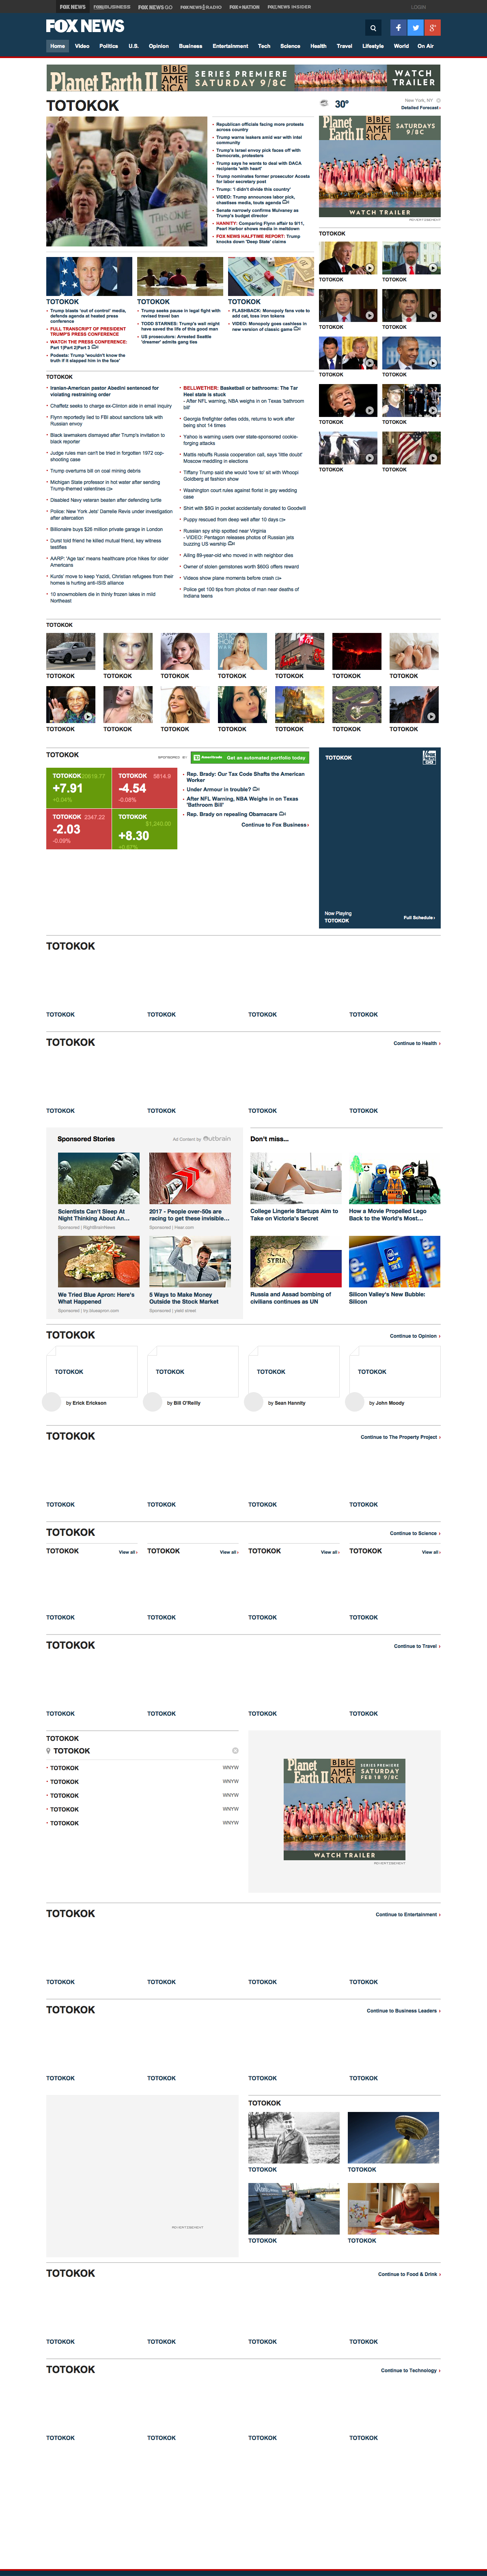 FOX NEWS
FOX BUSINESS
FOX NEWS GO
FOX NEWS RADIO
FOX NATION
FOX NEWS INSIDER
LOGIN
FOX NEWS
Home Video Politics U.S. Opinion Business Entertainment Tech Science Health Travel Lifestyle World On Air
Planet Earth II BBC AMERICA SERIES PREMIERE SATURDAY 9/8C WATCH TRAILER
TOTOKOK
Republican officials facing more protests
across country
Trump warns leakers amid war with intel
community
Trump's Israel envoy pick faces off with
Democrats, protesters
Trump says he wants to deal with DACA
recipients 'with heart'
Trump nominates former prosecutor Acosta
for labor secretary post
Trump: 'I didn't divide this country'
VIDEO: Trump announces labor pick,
chastises media, touts agenda
Senate narrowly confirms Mulvaney as
Trump's budget director
HANNITY: Comparing Flynn affair to 9/11,
Pearl Harbor shows media in meltdown
FOX NEWS HALFTIME REPORT: Trump
knocks down 'Deep State' claims
30°
New York, NY
Detailed Forecast
Planet Earth II BBC AMERICA SATURDAYS 9/8C
WATCH TRAILER
ADVERTISEMENT
TOTOKOK
TOTOKOK TOTOKOK
TOTOKOK TOTOKOK
TOTOKOK TOTOKOK
TOTOKOK TOTOKOK
TOTOKOK TOTOKOK
TOTOKOK
Trump blasts 'out of control' media,
defends agenda at heated press
conference
FULL TRANSCRIPT OF PRESIDENT
TRUMP'S PRESS CONFERENCE
WATCH THE PRESS CONFERENCE:
Part 1|Part 2|Part 3
Podesta: Trump 'wouldn't know the
truth if it slapped him in the face'
TOTOKOK
Trump seeks pause in legal fight with
revised travel ban
TODD STARNES: Trump's wall might
have saved the life of this good man
US prosecutors: Arrested Seattle
'dreamer' admits gang ties
TOTOKOK
FLASHBACK: Monopoly fans vote to
add cat, toss iron tokens
VIDEO: Monopoly goes cashless in
new version of classic game
TOTOKOK
Iranian-American pastor Abedini sentenced for
violating restraining order
Chaffetz seeks to charge ex-Clinton aide in email inquiry
Flynn reportedly lied to FBI about sanctions talk with
Russian envoy
Black lawmakers dismayed after Trump's invitation to
black reporter
Judge rules man can't be tried in forgotten 1972 cop-
shooting case
Trump overturns bill on coal mining debris
Michigan State professor in hot water after sending
Trump-themed valentines
Disabled Navy veteran beaten after defending turtle
Police: New York Jets' Darrelle Revis under investigation
after altercation
Billionaire buys $26 million private garage in London
Durst told friend he killed mutual friend, key witness
testifies
AARP: 'Age tax' means healthcare price hikes for older
Americans
Kurds' move to keep Yazidi, Christian refugees from their
homes is hurting anti-ISIS alliance
10 snowmobilers die in thinly frozen lakes in mild
Northeast
BELLWETHER: Basketball or bathrooms: The Tar
Heel state is stuck
- After NFL warning, NBA weighs in on Texas 'bathroom
bill'
Georgia firefighter defies odds, returns to work after
being shot 14 times
Yahoo is warning users over state-sponsored cookie-
forging attacks
Mattis rebuffs Russia cooperation call, says 'little doubt'
Moscow meddling in elections
Tiffany Trump said she would 'love to' sit with Whoopi
Goldberg at fashion show
Washington court rules against florist in gay wedding
case
Shirt with $8G in pocket accidentally donated to Goodwill
Puppy rescued from deep well after 10 days
Russian spy ship spotted near Virginia
- VIDEO: Pentagon releases photos of Russian jets
buzzing US warship
Ailing 89-year-old who moved in with neighbor dies
Owner of stolen gemstones worth $60G offers reward
Videos show plane moments before crash
Police get 100 tips from photos of man near deaths of
Indiana teens
TOTOKOK
TOTOKOK TOTOKOK TOTOKOK TOTOKOK TOTOKOK TOTOKOK TOTOKOK
TOTOKOK TOTOKOK TOTOKOK TOTOKOK TOTOKOK TOTOKOK TOTOKOK
TOTOKOK
SPONSORED BY
Ameritrade Get an automated portfolio today
TOTOKOK 20619.77
+7.91
+0.04%
TOTOKOK 5814.9
-4.54
-0.08%
TOTOKOK 2347.22
-2.03
-0.09%
TOTOKOK
$1,240.00
+8.30
+0.67%
Rep. Brady: Our Tax Code Shafts the American
Worker
Under Armour in trouble?
After NFL Warning, NBA Weighs in on Texas
'Bathroom Bill'
Rep. Brady on repealing Obamacare
Continue to Fox Business
TOTOKOK
Now Playing
TOTOKOK
Full Schedule
TOTOKOK
TOTOKOK TOTOKOK TOTOKOK TOTOKOK
TOTOKOK
Continue to Health
TOTOKOK TOTOKOK TOTOKOK TOTOKOK
Sponsored Stories
Ad Content by Outbrain
Scientists Can't Sleep At
Night Thinking About An...
Sponsored | RightBrainNews
2017 - People over-50s are
racing to get these invisible...
Sponsored | Hear.com
We Tried Blue Apron: Here's
What Happened
Sponsored | by blueapron.com
5 Ways to Make Money
Outside the Stock Market
Sponsored | yield street
Don't miss...
College Lingerie Startups Aim to
Take on Victoria's Secret
How a Movie Propelled Lego
Back to the World's Most...
SYRIA
Russia and Assad bombing of
civilians continues as UN
Silicon Valley's New Bubble:
Silicon
TOTOKOK
Continue to Opinion
TOTOKOK TOTOKOK TOTOKOK TOTOKOK
by Erick Erickson
by Bill O'Reilly
by Sean Hannity
by John Moody
TOTOKOK
Continue to The Property Project
TOTOKOK TOTOKOK TOTOKOK TOTOKOK
TOTOKOK
Continue to Science
TOTOKOK View all TOTOKOK View all TOTOKOK View all TOTOKOK View all
TOTOKOK TOTOKOK TOTOKOK TOTOKOK
TOTOKOK
Continue to Travel
TOTOKOK TOTOKOK TOTOKOK TOTOKOK
TOTOKOK
TOTOKOK
TOTOKOK WNYW
TOTOKOK WNYW
TOTOKOK WNYW
TOTOKOK WNYW
TOTOKOK WNYW
Planet Earth II BBC AMERICA SERIES PREMIERE SATURDAY FEB 18 9/8C
WATCH TRAILER
ADVERTISEMENT
TOTOKOK
Continue to Entertainment
TOTOKOK TOTOKOK TOTOKOK TOTOKOK
TOTOKOK
Continue to Business Leaders
TOTOKOK TOTOKOK TOTOKOK TOTOKOK
ADVERTISEMENT
TOTOKOK
TOTOKOK TOTOKOK
TOTOKOK TOTOKOK
TOTOKOK
Continue to Food & Drink
TOTOKOK TOTOKOK TOTOKOK TOTOKOK
TOTOKOK
Continue to Technology
TOTOKOK TOTOKOK TOTOKOK TOTOKOK